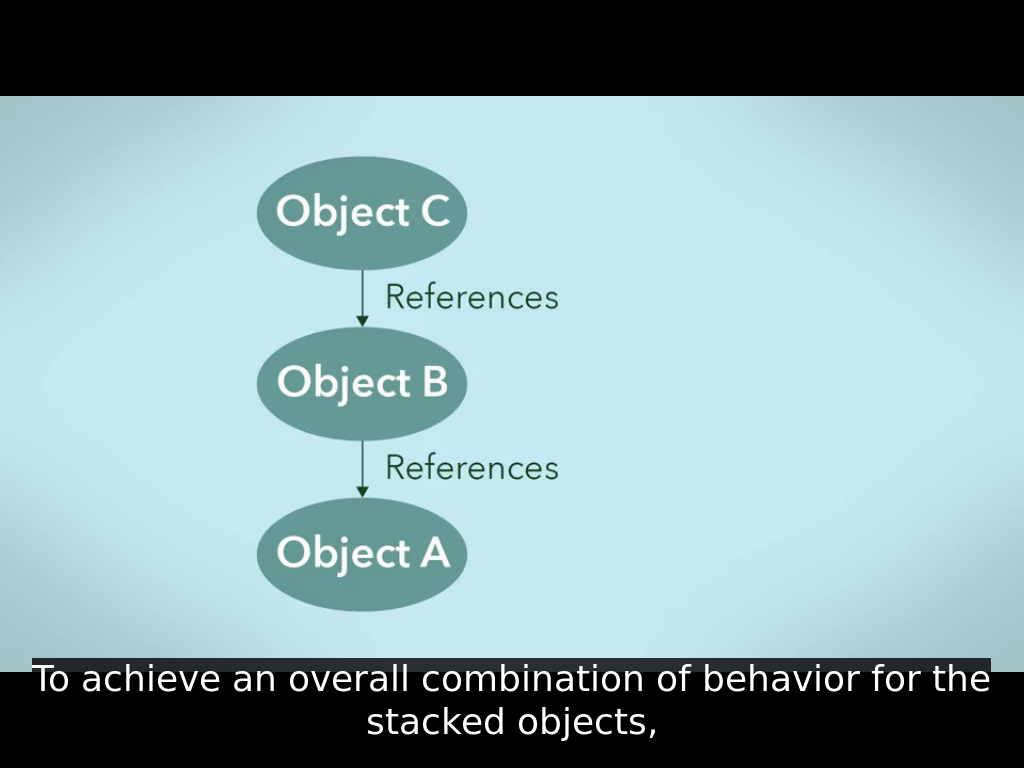 Object C
References
Object B
References
Object A
To achieve an overall combination of behavior for the
stacked objects,